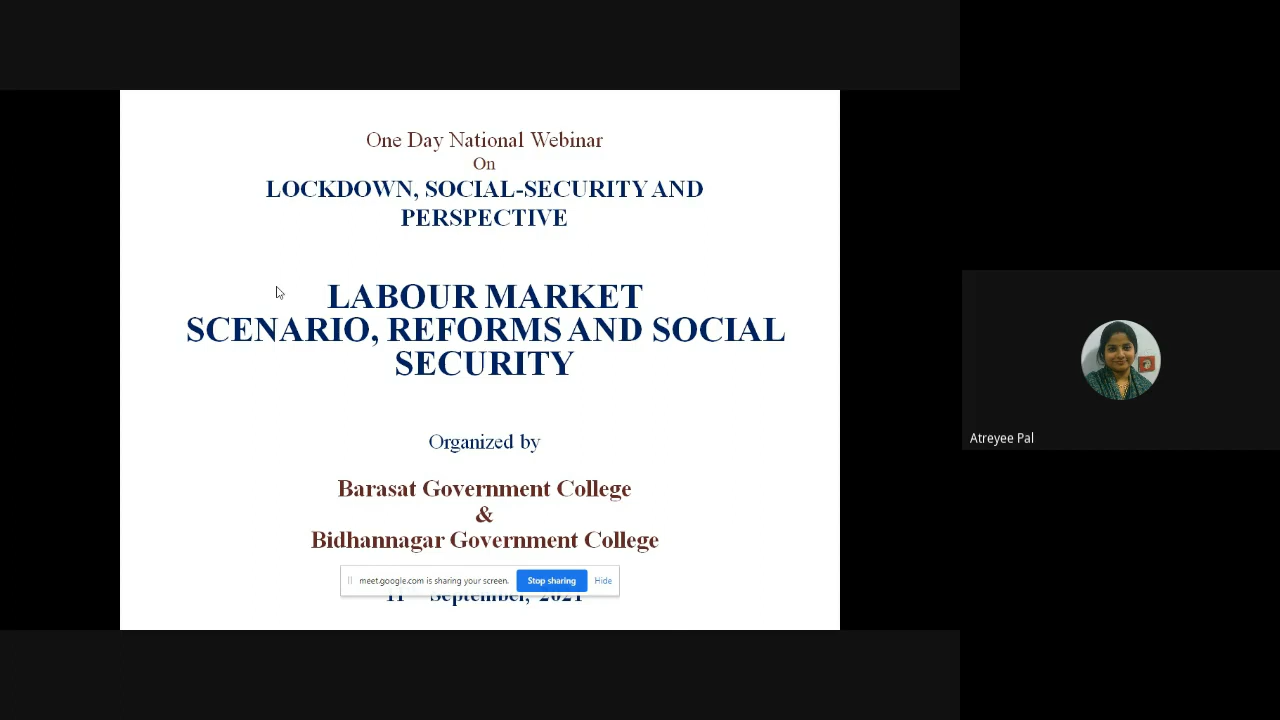 One Day National Webinar
On
LOCKDOWN, SOCIAL-SECURITY AND
PERSPECTIVE
LABOUR MARKET
SCENARIO, REFORMS AND SOCIAL
SECURITY
Organized by
Barasat Government College
&
Bidhannagar Government College
meet.google.com is sharing your screen. Stop sharing Hide
September, 2021
Atreyee Pal